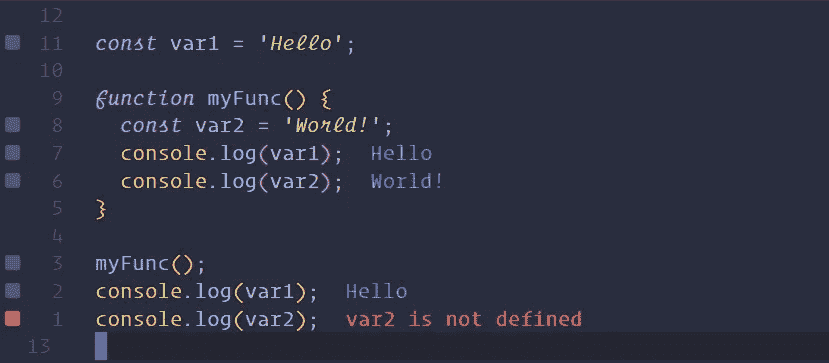 12
11 const var1 = 'Hello';
10
9 function myFunc() {
8   const var2 = 'World!';
7   console.log(var1);  Hello
6   console.log(var2);  World!
5 }
4
3 myFunc();
2 console.log(var1);  Hello
1 console.log(var2);  var2 is not defined
13